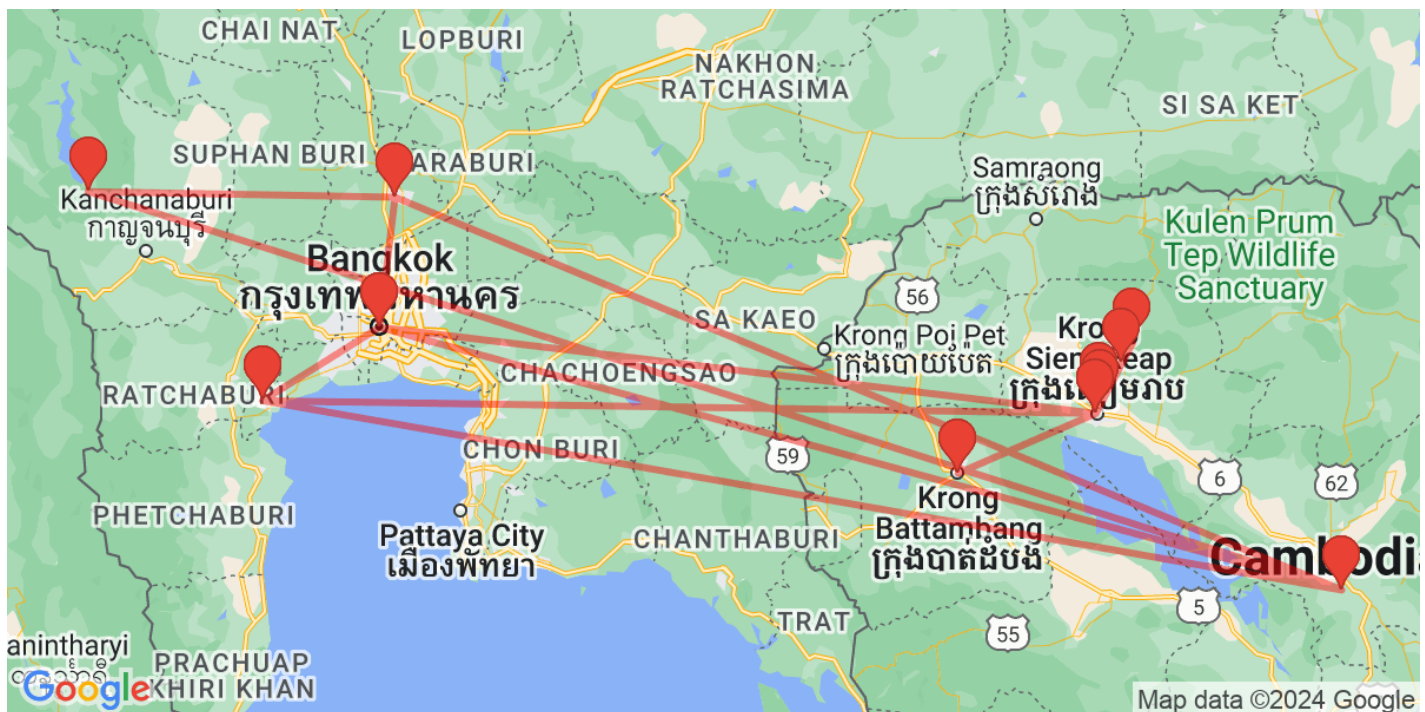 CHAI NAT
LOPBURI
NAKHON
RATCHASIMA
SI SA KET
SUPHAN BURI
ARABURI
Kanchanaburi
กาญจนบุรี
Samraong
ក្រុងសំរោង
Kulen Prum
Tep Wildlife
Sanctuary
Bangkok
56
SA KAEO
Krong Poi Pet
ក្រុងប៉ោយប៉ែត
CHACHOENGSAO
RATCHABURI
CHON BURI
59
6
62
PHETCHABURI
Pattaya City
เมืองพัทยา
CHANTHABURI
Krong
Battambang
ក្រុងបាត់ដំបង
Cambodia
5
TRAT
55
anintharyi
PRACHUAP
KHIRI KHAN
Google
Map data ©2024 Google